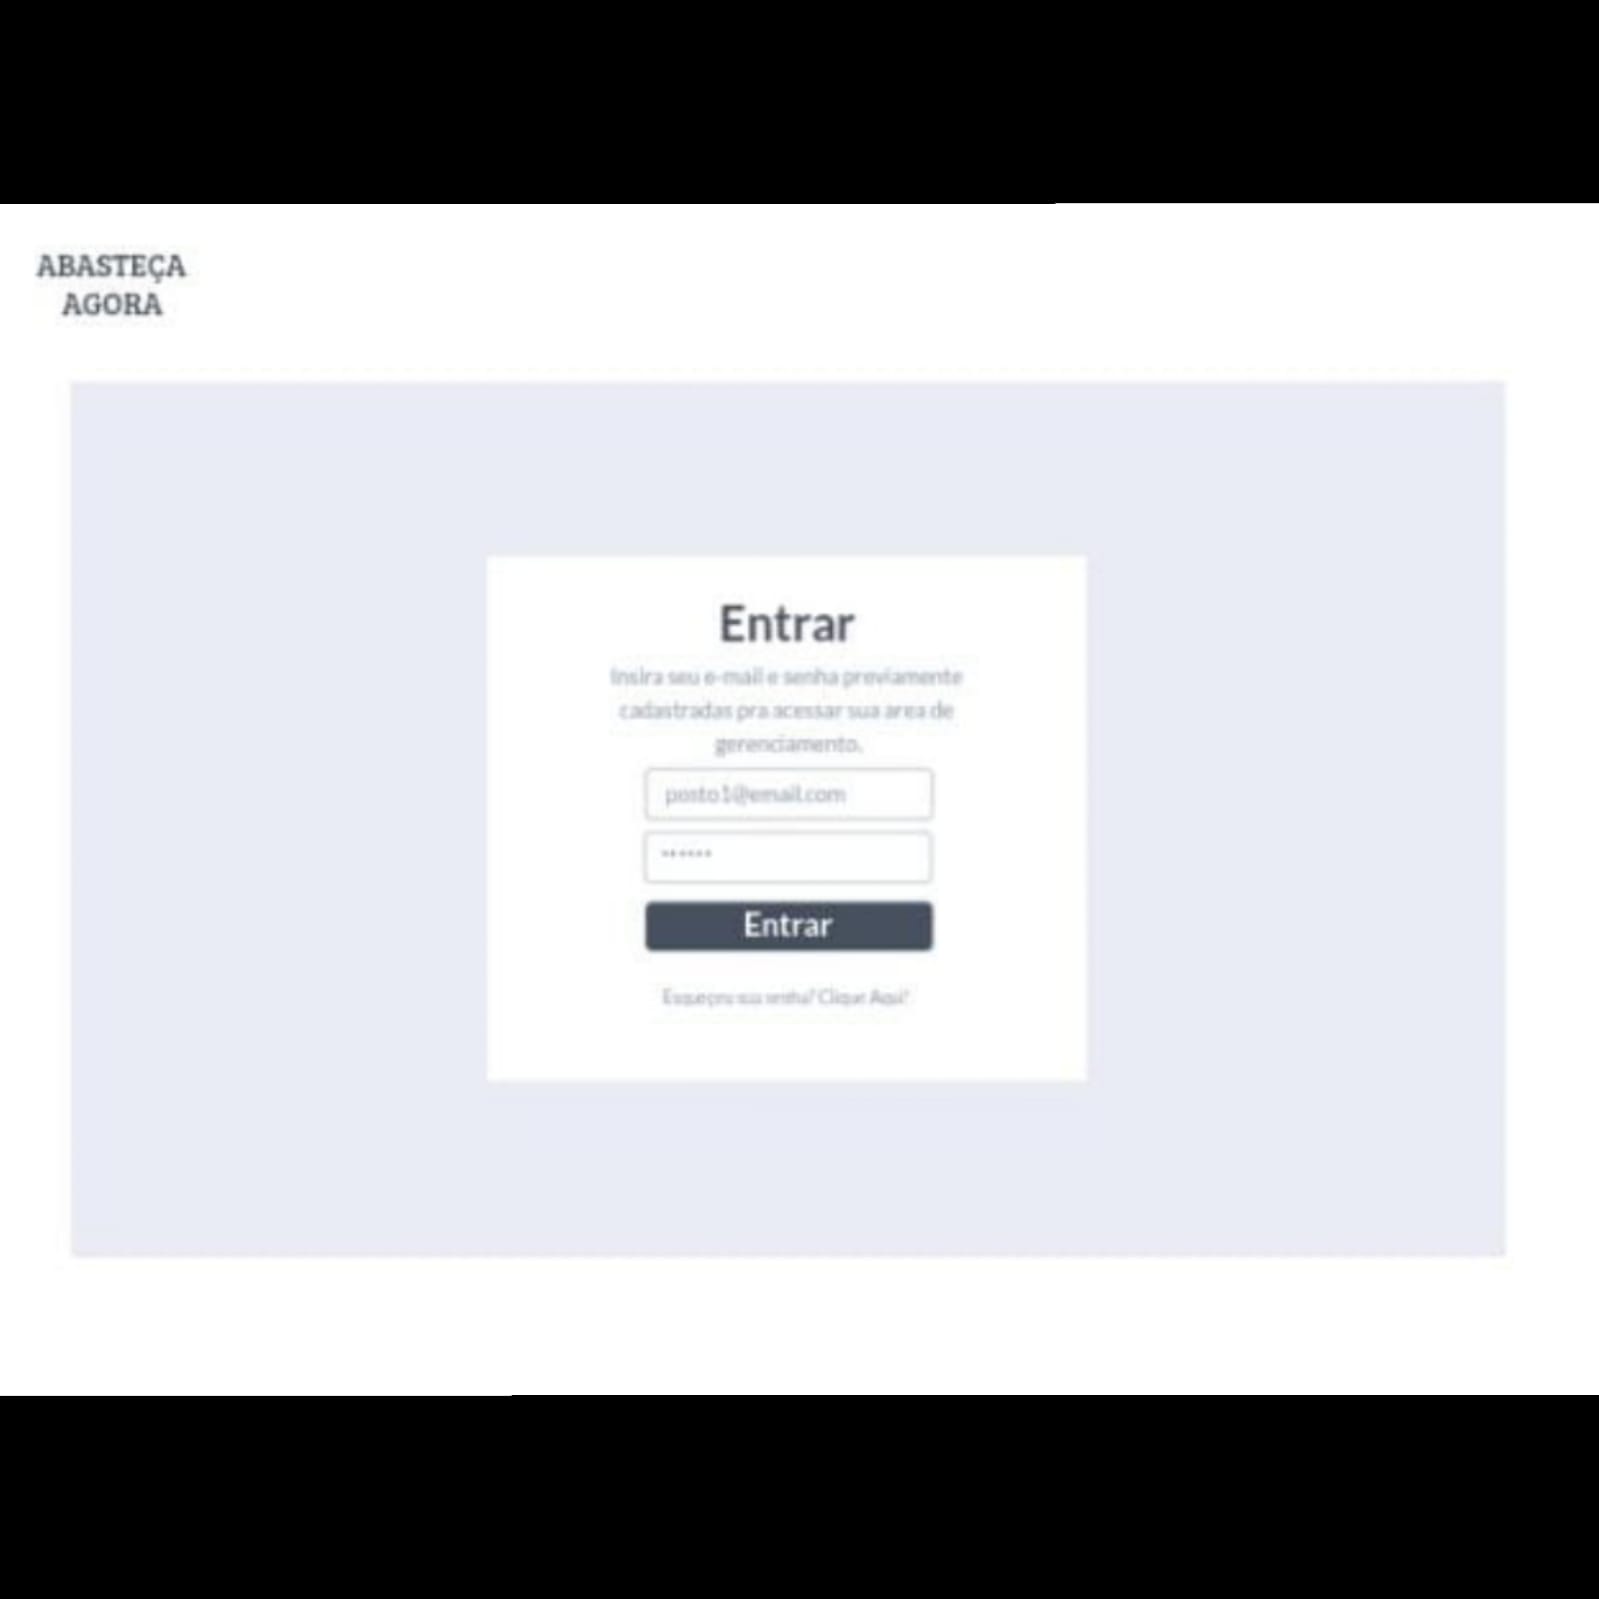 ABASTEÇA
AGORA
Entrar
Insira seu e-mail e senha previamente
cadastradas pra acessar sua area de
gerenciamento.
posto1@email.com
••••••
Entrar
Esqueçeu sua senha? Clique Aqui!